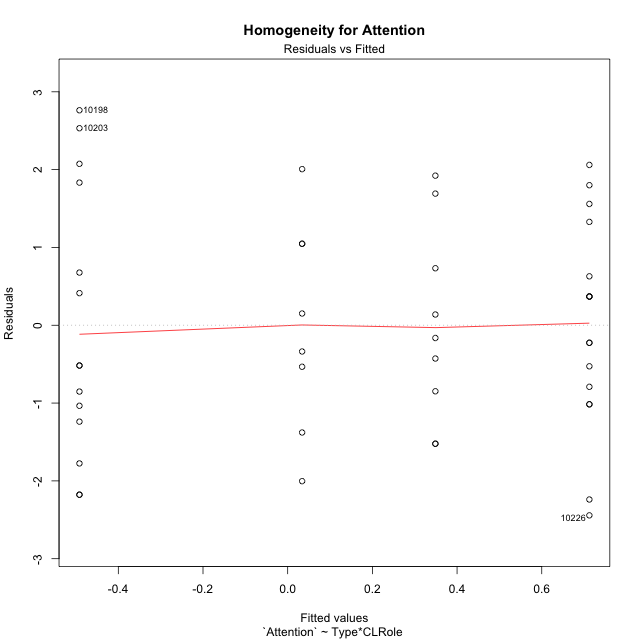 Homogeneity for Attention
Residuals vs Fitted
3
2
1
0
-1
-2
-3
Residuals
10198
10203
10226
-0.4 -0.2 0.0 0.2 0.4 0.6
Fitted values
`Attention` ~ Type*CLRole